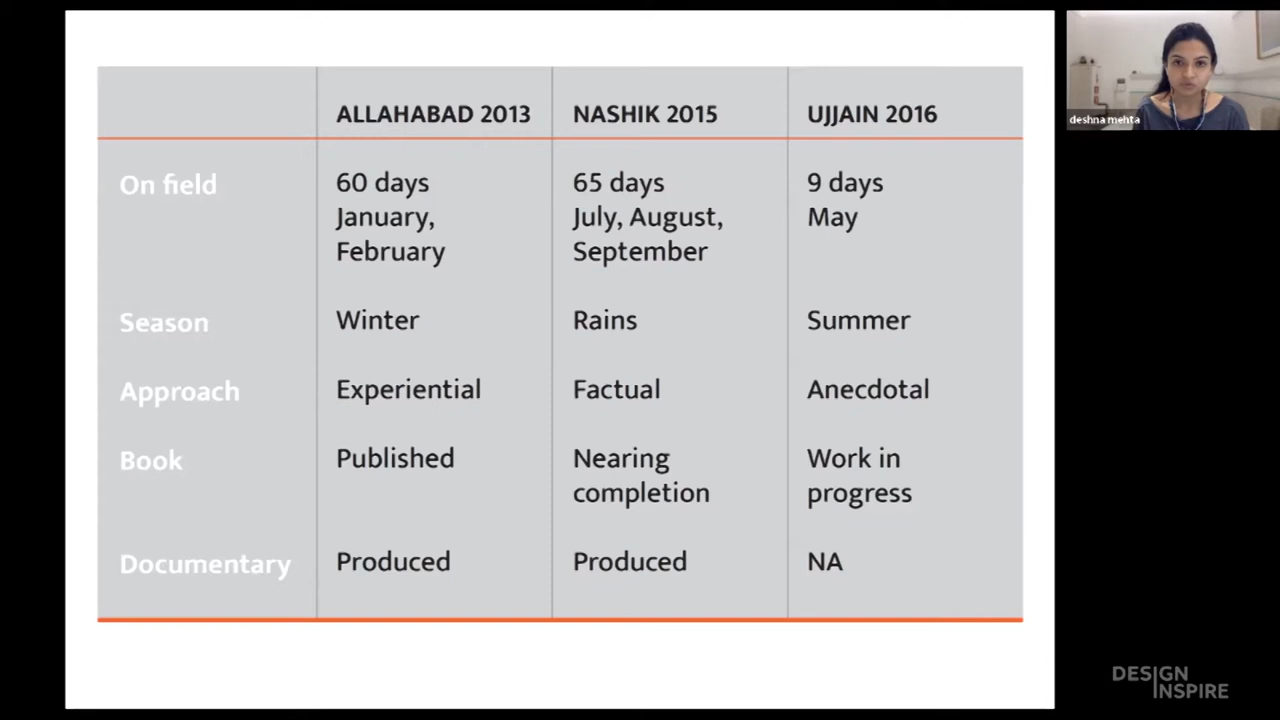 ALLAHABAD 2013 NASHIK 2015 UJJAIN 2016
On field 60 days 65 days 9 days
January, July, August, May
February September
Season Winter Rains Summer
Approach Experiential Factual Anecdotal
Book Published Nearing Work in
completion progress
Documentary Produced Produced NA
deshna mehta
DESIGN
INSPIRE